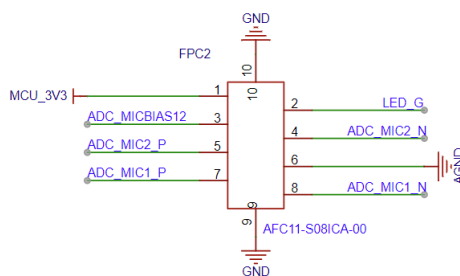 GND
FPC2
10
10
MCU_3V3
1
2
LED_G
ADC_MICBIAS12
3
4
ADC_MIC2_N
ADC_MIC2_P
5
6
AGND
ADC_MIC1_P
7
8
ADC_MIC1_N
9
9
AFC11-S08ICA-00
GND